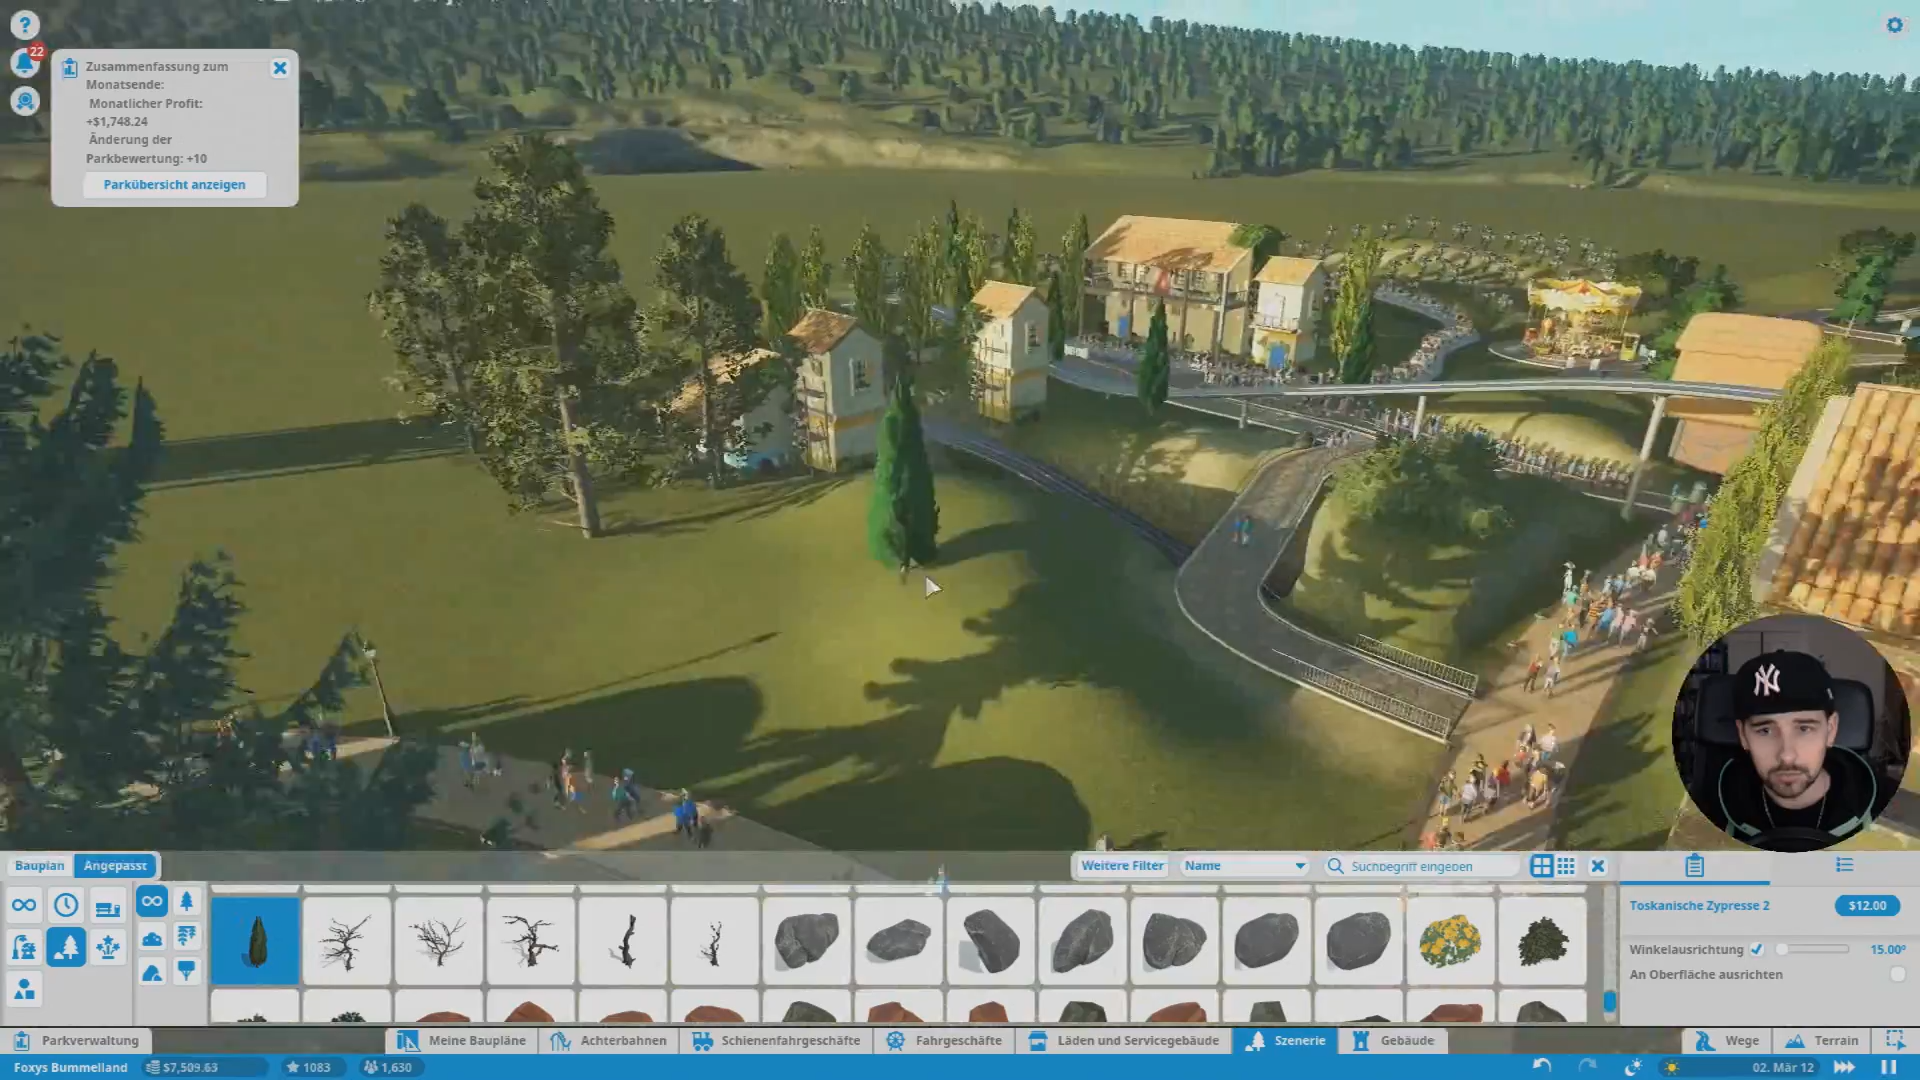 ?
22
Zusammenfassung zum
Monatsende:
Monatlicher Profit:
+$1,748.24
Änderung der
Parkbewertung: +10
Parkübersicht anzeigen
NY
Bauplan
Angepasst
Weitere Filter
Name
Suchbegriff eingeben
Toskanische Zypresse 2
$12.00
Winkelausrichtung
15.00°
An Oberfläche ausrichten
Parkverwaltung
Meine Baupläne
Achterbahnen
Schienenfahrgeschäfte
Fahrgeschäfte
Läden und Servicegebäude
Szenerie
Gebäude
Wege
Terrain
Foxys Bummelland
$7,509.63
1083
1,630
02. Mär 12